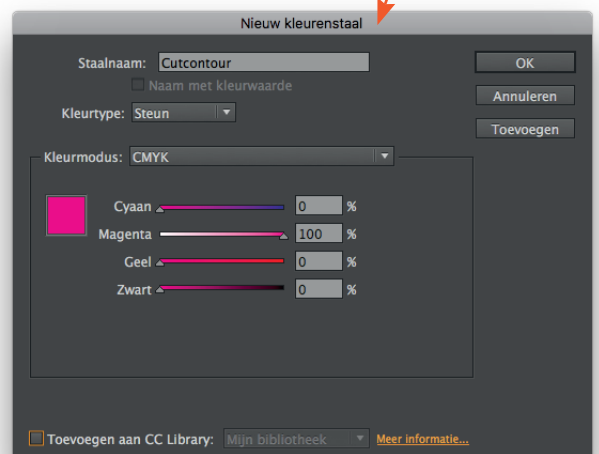 Nieuw kleurenstaal
Staalnaam: Cutcontour
OK
Naam met kleurwaarde
Annuleren
Kleurtype: Steun
Toevoegen
Kleurmodus: CMYK
Cyaan 0 %
Magenta 100 %
Geel 0 %
Zwart 0 %
Toevoegen aan CC Library: Mijn bibliotheek Meer informatie...